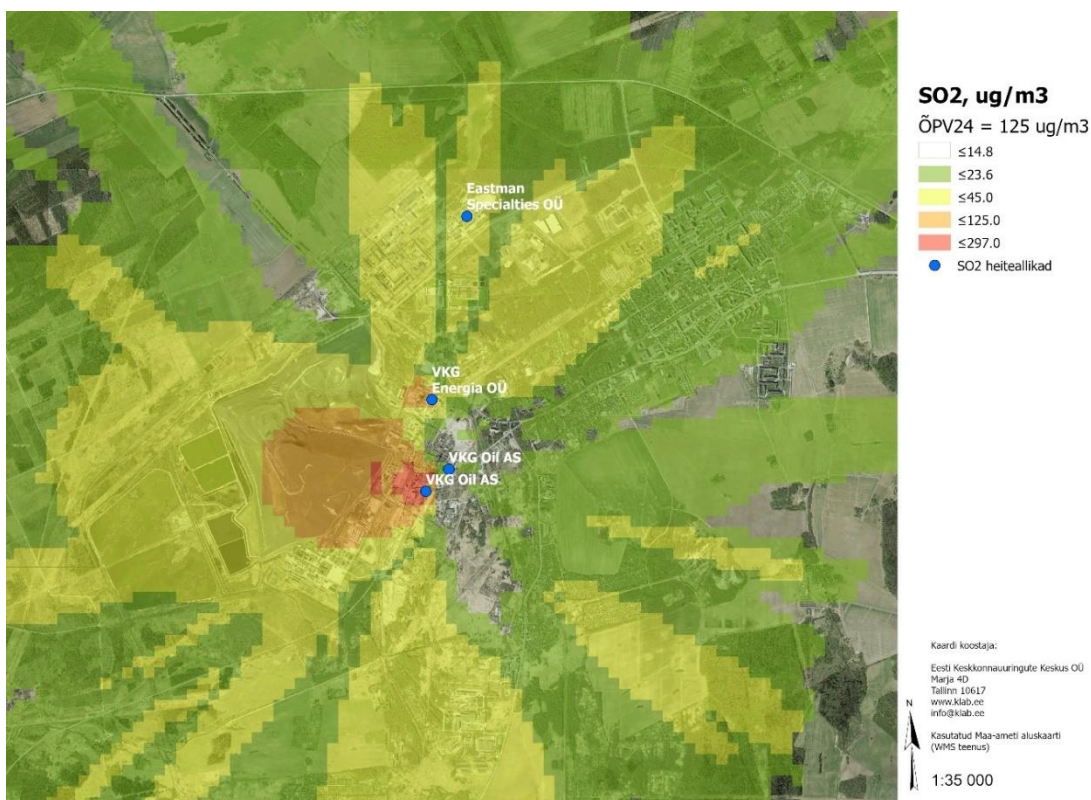 Eastman
Specialties OÜ
VKG
Energia OÜ
VKG Oil AS
VKG Oil AS
SO2, ug/m3
ÕPV24 = 125 ug/m3
≤14.8
≤23.6
≤45.0
≤125.0
≤297.0
SO2 heiteallikad
Kaardi koostaja:
Eesti Keskkonnauuringute Keskus OÜ
Marja 4D
Tallinn 10617
www.klab.ee
info@klab.ee
Kasutatud Maa-ameti aluskaarti
(WMS teenus)
N
1:35 000